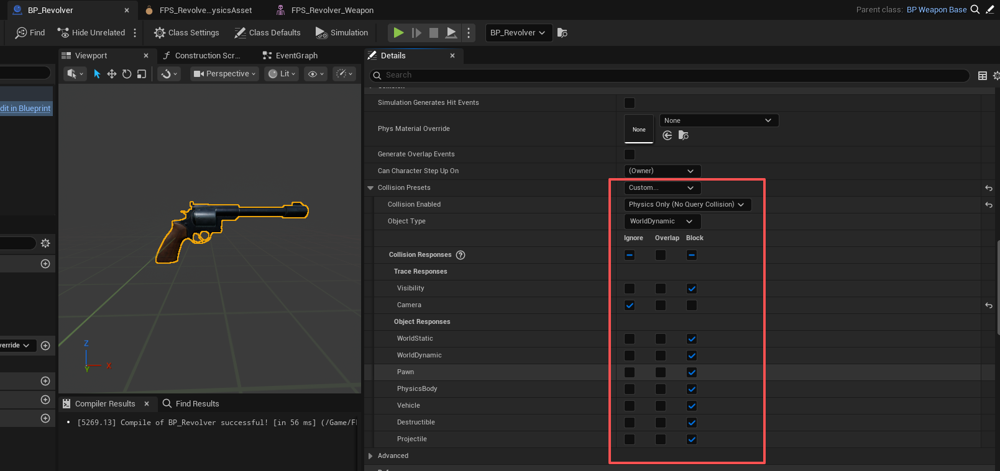 BP_Revolver
FPS_Revolve...ysicsAsset
FPS_Revolver_Weapon
Parent class: BP Weapon Base
Find
Hide Unrelated
Class Settings
Class Defaults
Simulation
BP_Revolver
Viewport
Construction Scr...
EventGraph
Details
Perspective
Lit
Search
Simulation Generates Hit Events
dit in Blueprint
Phys Material Override
None
None
Generate Overlap Events
Can Character Step Up On
(Owner)
Collision Presets
Custom...
Collision Enabled
Physics Only (No Query Collision)
Object Type
WorldDynamic
Ignore Overlap Block
Collision Responses ?
Trace Responses
Visibility
Camera
Object Responses
WorldStatic
WorldDynamic
Pawn
PhysicsBody
Vehicle
Destructible
Projectile
Advanced
verride
Z
X
Y
Compiler Results
Find Results
[5269.13] Compile of BP_Revolver successful! [in 56 ms] (/Game/F